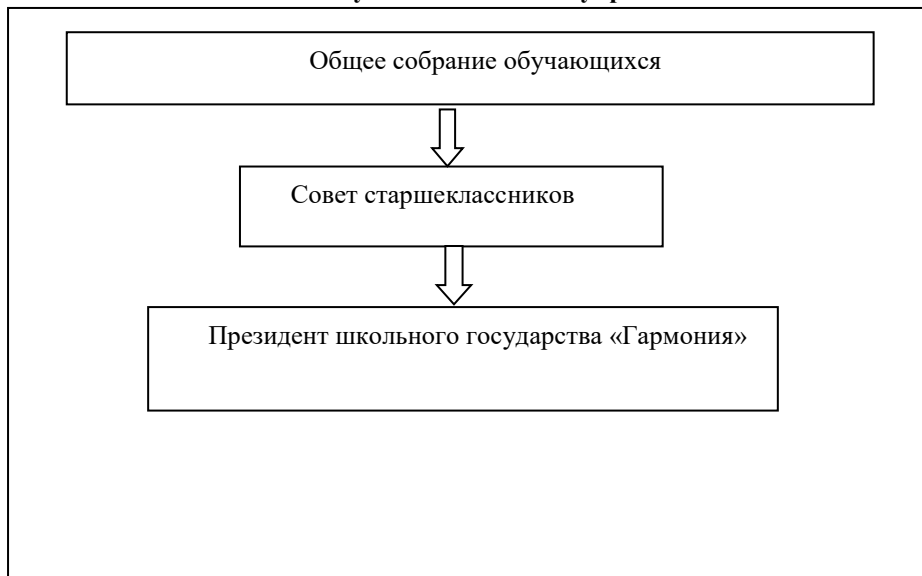 Общее собрание обучающихся
Совет старшеклассников
Президент школьного государства «Гармония»